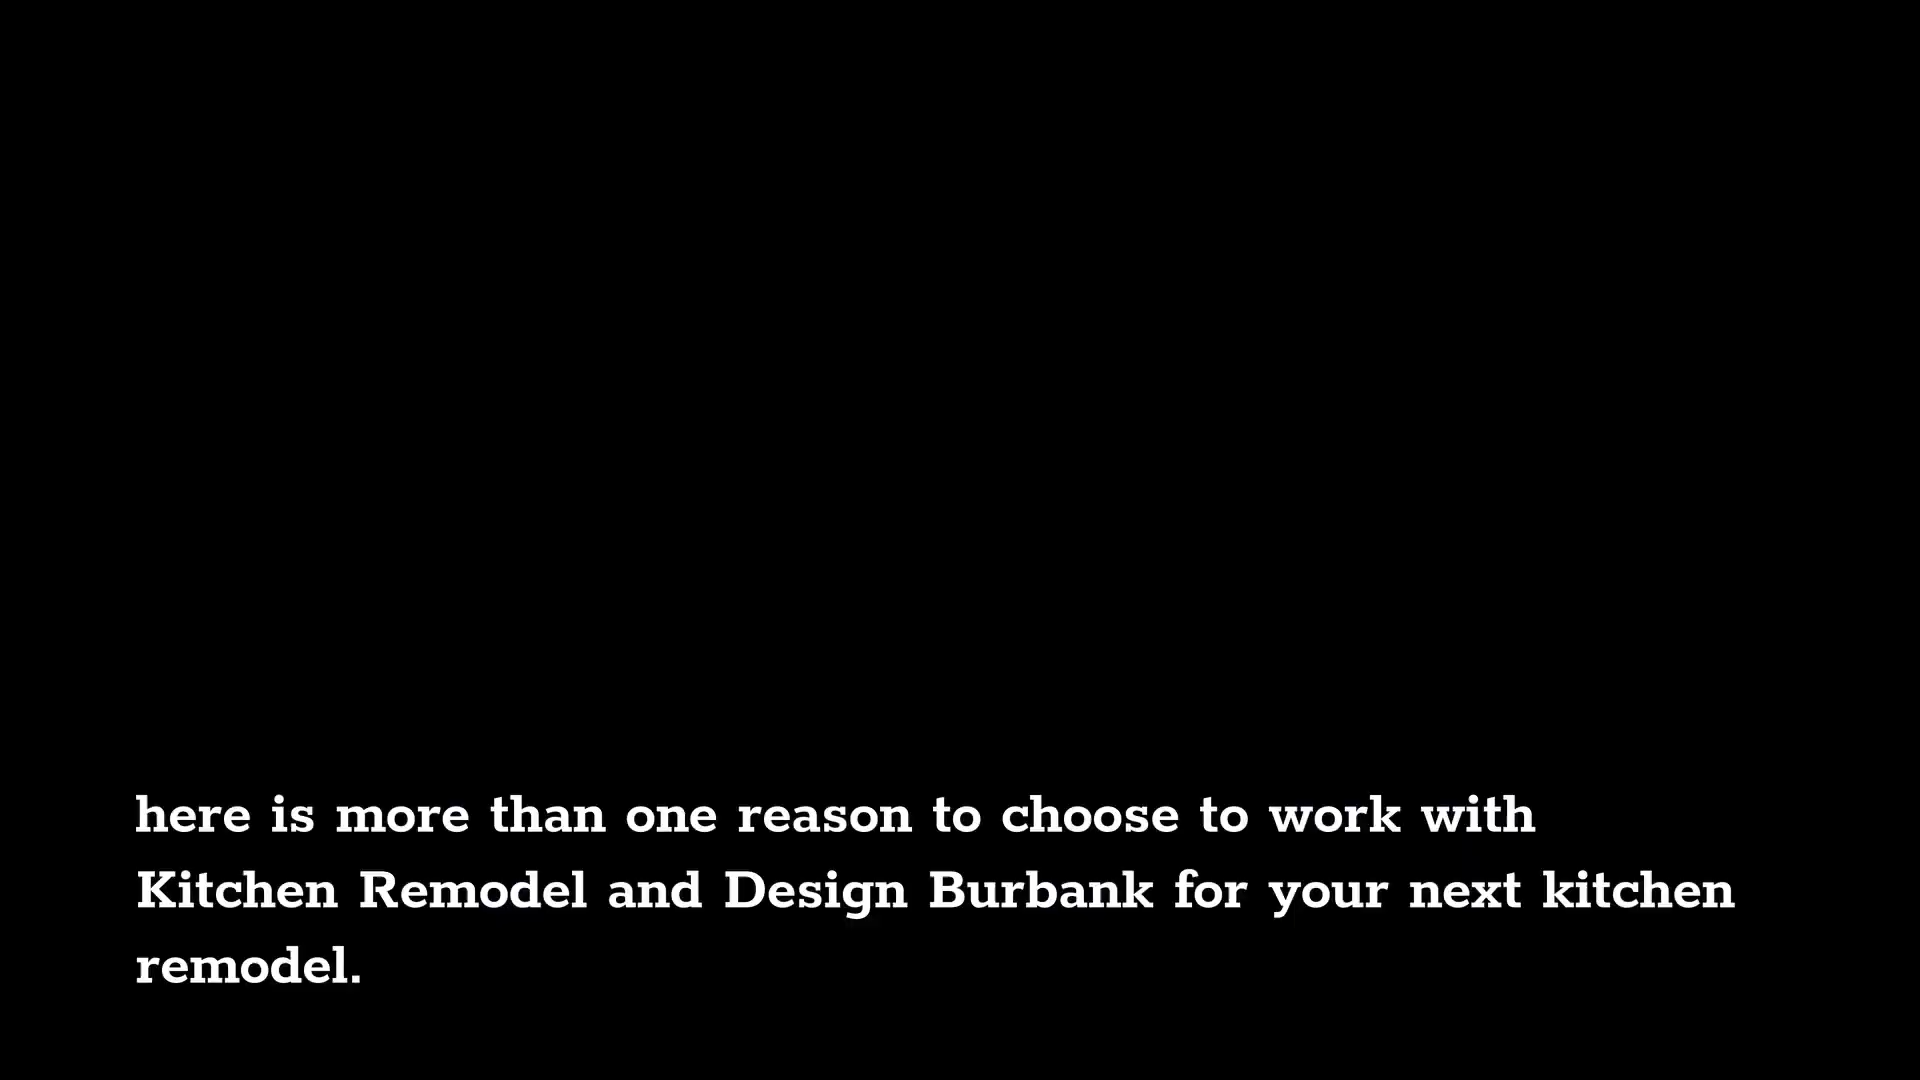 here is more than one reason to choose to work with
Kitchen Remodel and Design Burbank for your next kitchen
remodel.